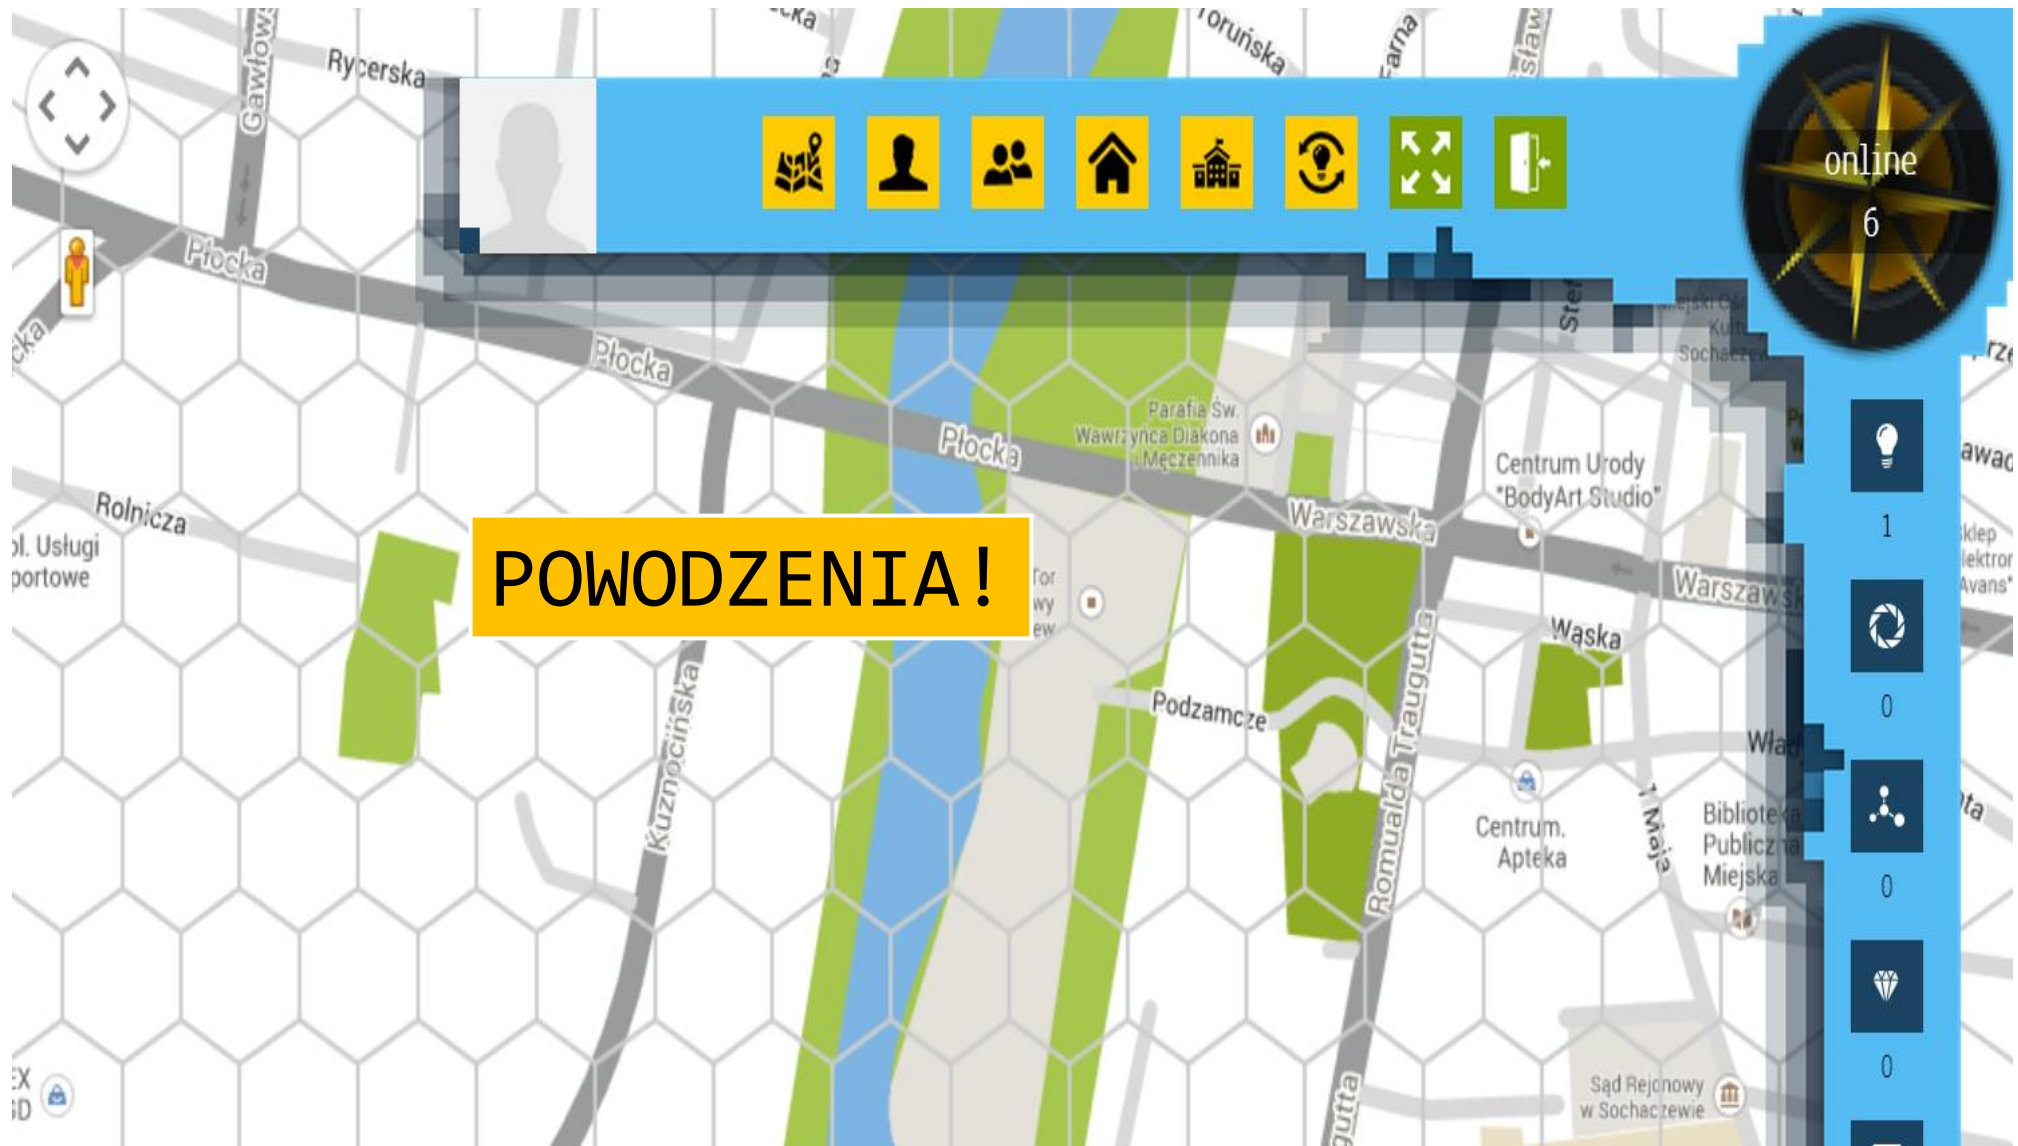 Rycerska
Toruńska
Farna
online
6
Płocka
Płocka
Płocka
Parafia Św.
Wawrzyńca Diakona
i Męczennika
Centrum Urody
"BodyArt Studio"
1
Rolnicza
Warszawska
POWODZENIA!
Wąska
0
Podzamcze
Kuznocińska
Romualda Traugutta
Centrum.
Apteka
1 Maja
Biblioteka
Publiczna
Miejska
0
0
Sąd Rejonowy
w Sochaczewie